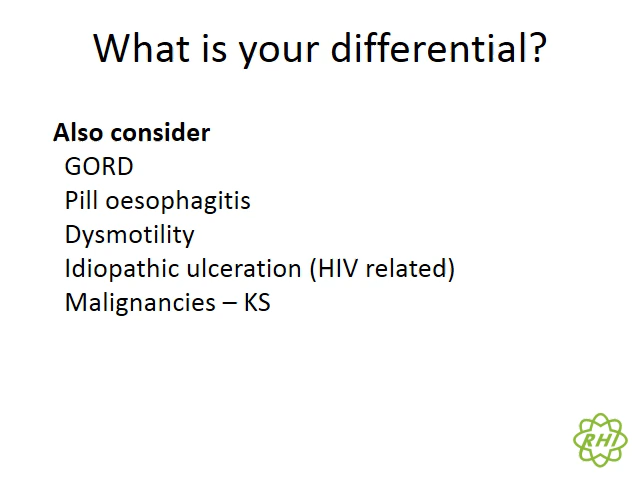 What is your differential?
Also consider
GORD
Pill oesophagitis
Dysmotility
Idiopathic ulceration (HIV related)
Malignancies – KS
RHI